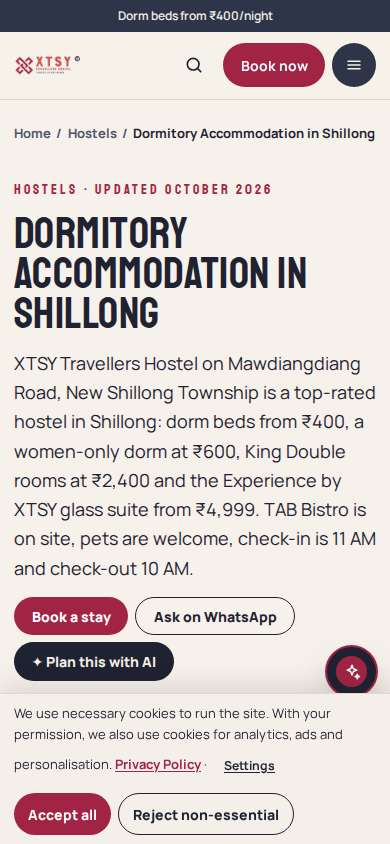 Dorm beds from ₹400/night
XTSY
Book now
Home / Hostels / Dormitory Accommodation in Shillong
HOSTELS · UPDATED OCTOBER 2026
DORMITORY
ACCOMMODATION IN
SHILLONG
XTSY Travellers Hostel on Mawdiangdiang
Road, New Shillong Township is a top-rated
hostel in Shillong: dorm beds from ₹400, a
women-only dorm at ₹600, King Double
rooms at ₹2,400 and the Experience by
XTSY glass suite from ₹4,999. TAB Bistro is
on site, pets are welcome, check-in is 11 AM
and check-out 10 AM.
Book a stay
Ask on WhatsApp
✦ Plan this with AI
We use necessary cookies to run the site. With your
permission, we also use cookies for analytics, ads and
personalisation. Privacy Policy · Settings
Accept all
Reject non-essential